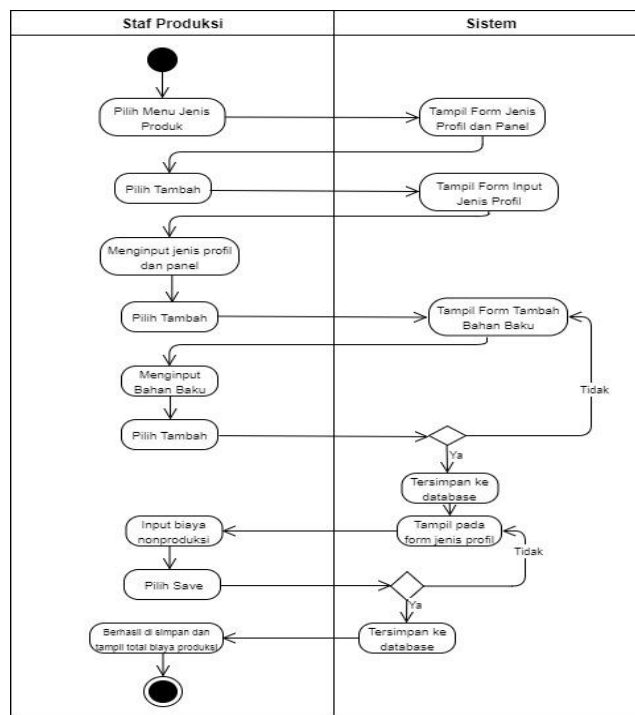 Staf Produksi
Sistem
Pilih Menu Jenis
Produk
Tampil Form Jenis
Profil dan Panel
Pilih Tambah
Tampil Form Input
Jenis Profil
Menginput jenis profil
dan panel
Pilih Tambah
Tampil Form Tambah
Bahan Baku
Menginput
Bahan Baku
Tidak
Pilih Tambah
Ya
Tersimpan ke
database
Input biaya
nonproduksi
Tampil pada
form jenis profil
Tidak
Pilih Save
Ya
Berhasil di simpan dan
tampil total biaya produksi
Tersimpan ke
database